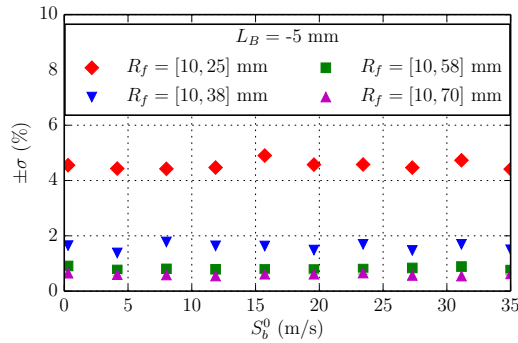 10
8
6
4
2
0
± σ (%)
L_B = -5 mm
R_f = [10, 25] mm
R_f = [10, 58] mm
R_f = [10, 38] mm
R_f = [10, 70] mm
0 5 10 15 20 25 30 35
S_b^0 (m/s)